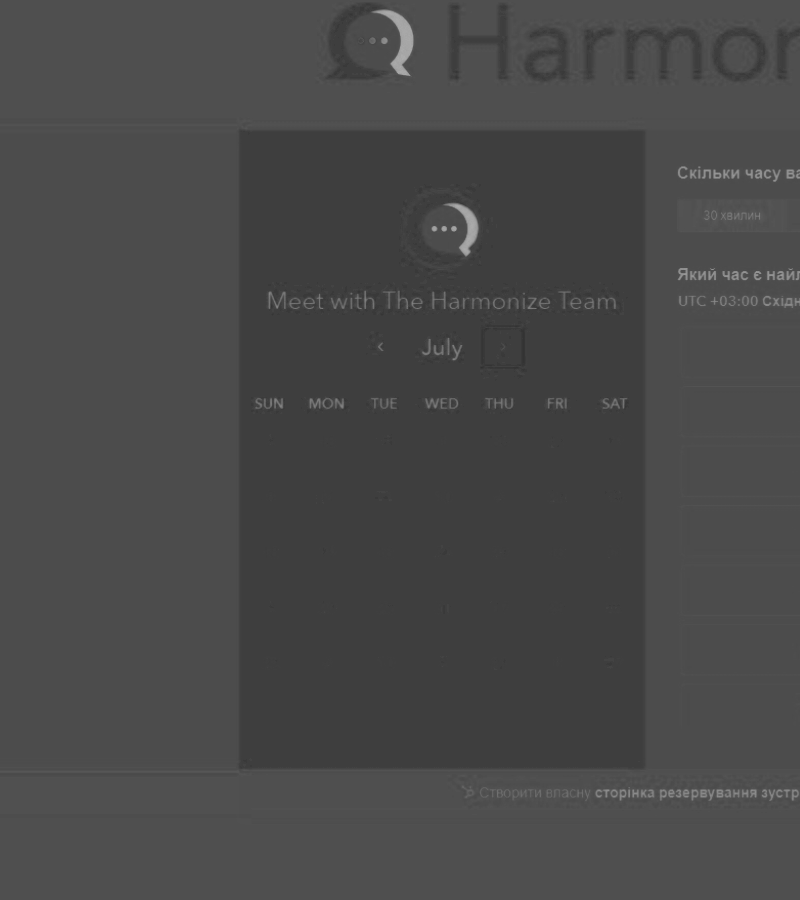 Harmon
Meet with The Harmonize Team
July
SUN MON TUE WED THU FRI SAT
Скільки часу ва
30 хвилин
Який час є найл
UTC +03:00 Східн
Створити власну сторінка резервування зустр